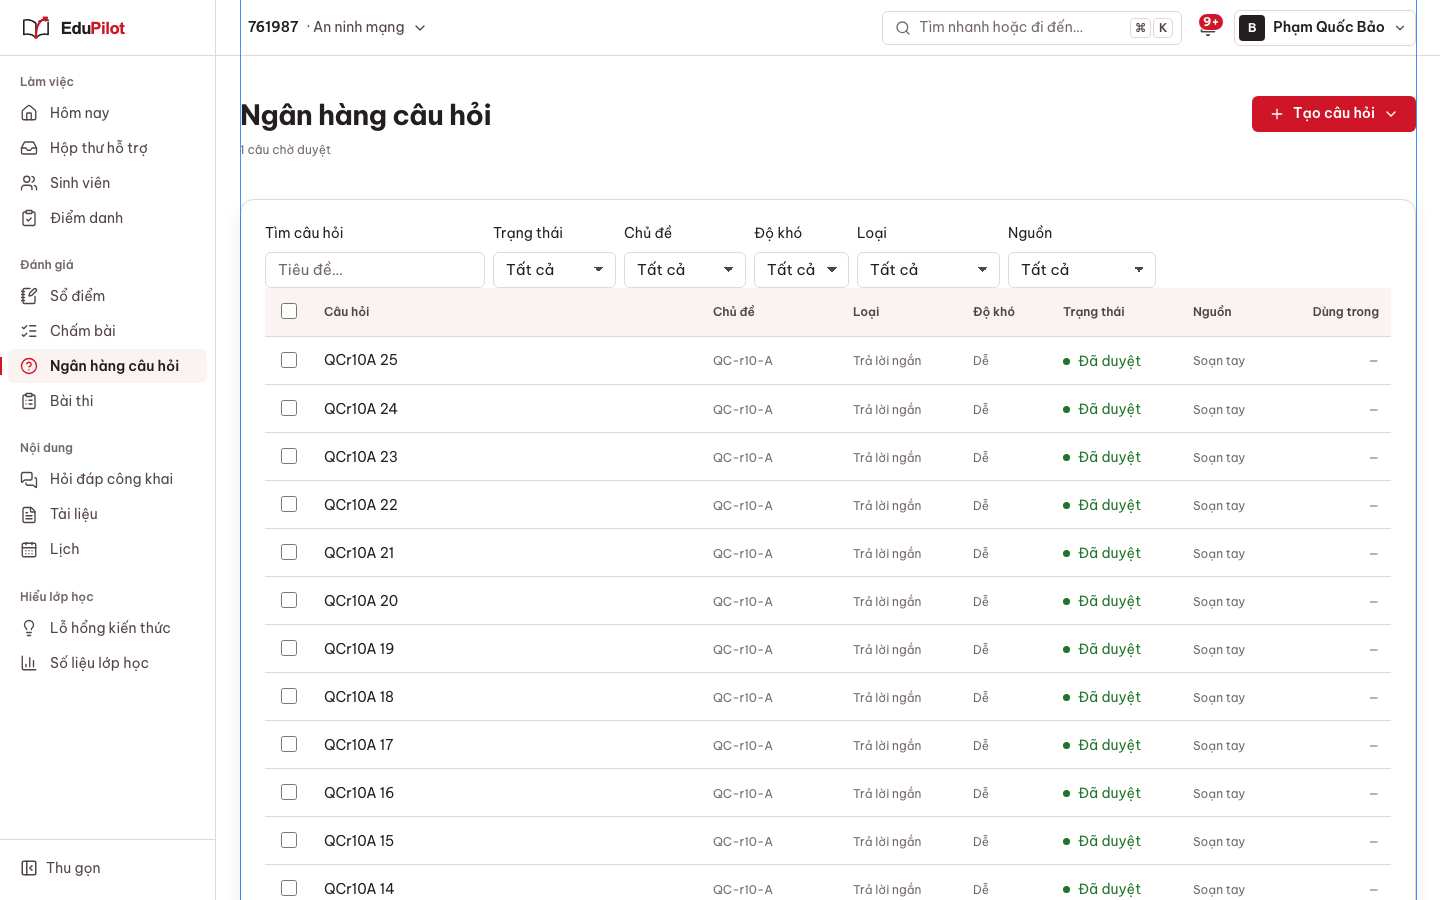 EduPilot
761987 · An ninh mạng
Tìm nhanh hoặc đi đến...
⌘ K
9+
B Phạm Quốc Bảo
Làm việc
Hôm nay
Hộp thư hỗ trợ
Sinh viên
Điểm danh
Đánh giá
Sổ điểm
Chấm bài
Ngân hàng câu hỏi
Bài thi
Nội dung
Hỏi đáp công khai
Tài liệu
Lịch
Hiểu lớp học
Lỗ hổng kiến thức
Số liệu lớp học
Thu gọn
Ngân hàng câu hỏi
1 câu chờ duyệt
Tạo câu hỏi
Tìm câu hỏi Trạng thái Chủ đề Độ khó Loại Nguồn
Tiêu đề... Tất cả Tất cả Tất cả Tất cả Tất cả
Câu hỏi Chủ đề Loại Độ khó Trạng thái Nguồn Dùng trong
QCr10A 25 QC-r10-A Trả lời ngắn Dễ Đã duyệt Soạn tay –
QCr10A 24 QC-r10-A Trả lời ngắn Dễ Đã duyệt Soạn tay –
QCr10A 23 QC-r10-A Trả lời ngắn Dễ Đã duyệt Soạn tay –
QCr10A 22 QC-r10-A Trả lời ngắn Dễ Đã duyệt Soạn tay –
QCr10A 21 QC-r10-A Trả lời ngắn Dễ Đã duyệt Soạn tay –
QCr10A 20 QC-r10-A Trả lời ngắn Dễ Đã duyệt Soạn tay –
QCr10A 19 QC-r10-A Trả lời ngắn Dễ Đã duyệt Soạn tay –
QCr10A 18 QC-r10-A Trả lời ngắn Dễ Đã duyệt Soạn tay –
QCr10A 17 QC-r10-A Trả lời ngắn Dễ Đã duyệt Soạn tay –
QCr10A 16 QC-r10-A Trả lời ngắn Dễ Đã duyệt Soạn tay –
QCr10A 15 QC-r10-A Trả lời ngắn Dễ Đã duyệt Soạn tay –
QCr10A 14 QC-r10-A Trả lời ngắn Dễ Đã duyệt Soạn tay –